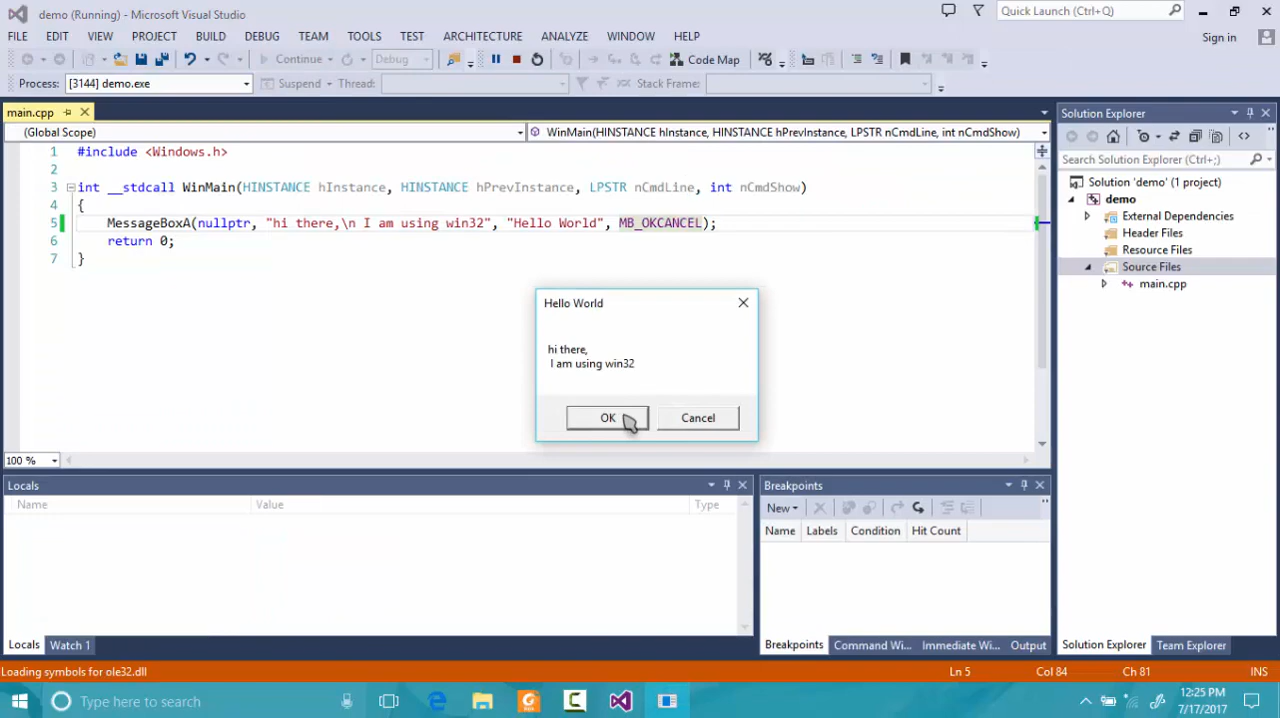 demo (Running) - Microsoft Visual Studio
Quick Launch (Ctrl+Q)
FILE EDIT VIEW PROJECT BUILD DEBUG TEAM TOOLS TEST ARCHITECTURE ANALYZE WINDOW HELP
Sign in
Continue
Debug
Code Map
Process: [3144] demo.exe
Suspend
Thread:
Stack Frame:
main.cpp
(Global Scope)
WinMain(HINSTANCE hInstance, HINSTANCE hPrevInstance, LPSTR nCmdLine, int nCmdShow)
1 #include <Windows.h>
2
3 int __stdcall WinMain(HINSTANCE hInstance, HINSTANCE hPrevInstance, LPSTR nCmdLine, int nCmdShow)
4 {
5 MessageBoxA(nullptr, "hi there,\n I am using win32", "Hello World", MB_OKCANCEL);
6 return 0;
7 }
Hello World
hi there,
I am using win32
OK
Cancel
100 %
Solution Explorer
Search Solution Explorer (Ctrl+;)
Solution 'demo' (1 project)
demo
External Dependencies
Header Files
Resource Files
Source Files
main.cpp
Locals
Name Value Type
Locals Watch 1
Breakpoints
New
Name Labels Condition Hit Count
Breakpoints Command Wi... Immediate Wi... Output
Solution Explorer Team Explorer
Loading symbols for ole32.dll
Ln 5 Col 84 Ch 81 INS
Type here to search
12:25 PM
7/17/2017